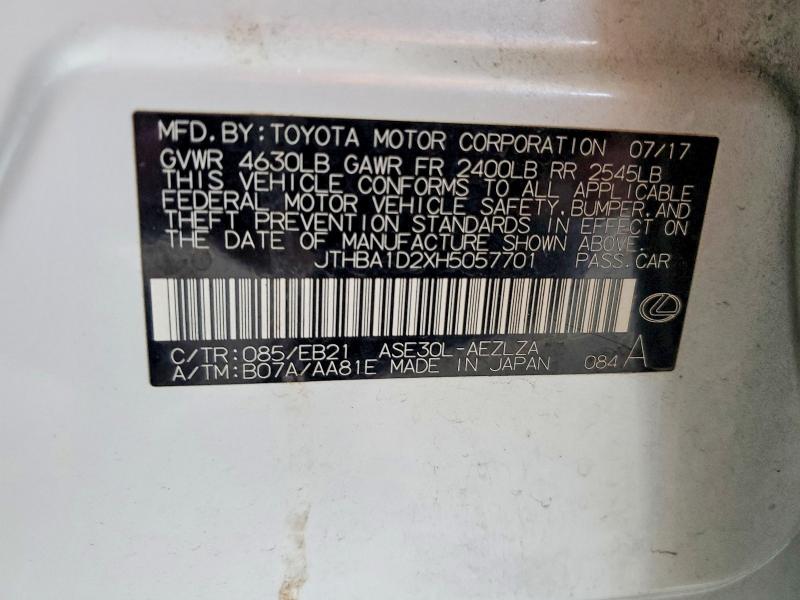 MFD. BY: TOYOTA MOTOR CORPORATION 07/17
GVWR 4630LB GAWR FR 2400LB RR 2545LB
THIS VEHICLE CONFORMS TO ALL APPLICABLE
FEDERAL MOTOR VEHICLE SAFETY, BUMPER, AND
THEFT PREVENTION STANDARDS IN EFFECT ON
THE DATE OF MANUFACTURE SHOWN ABOVE.
JTHBA1D2XH5057701 PASS. CAR
C/TR: 085/EB21 ASE30L-AEZLZA
A/TM: B07A/AA81E MADE IN JAPAN 084 A